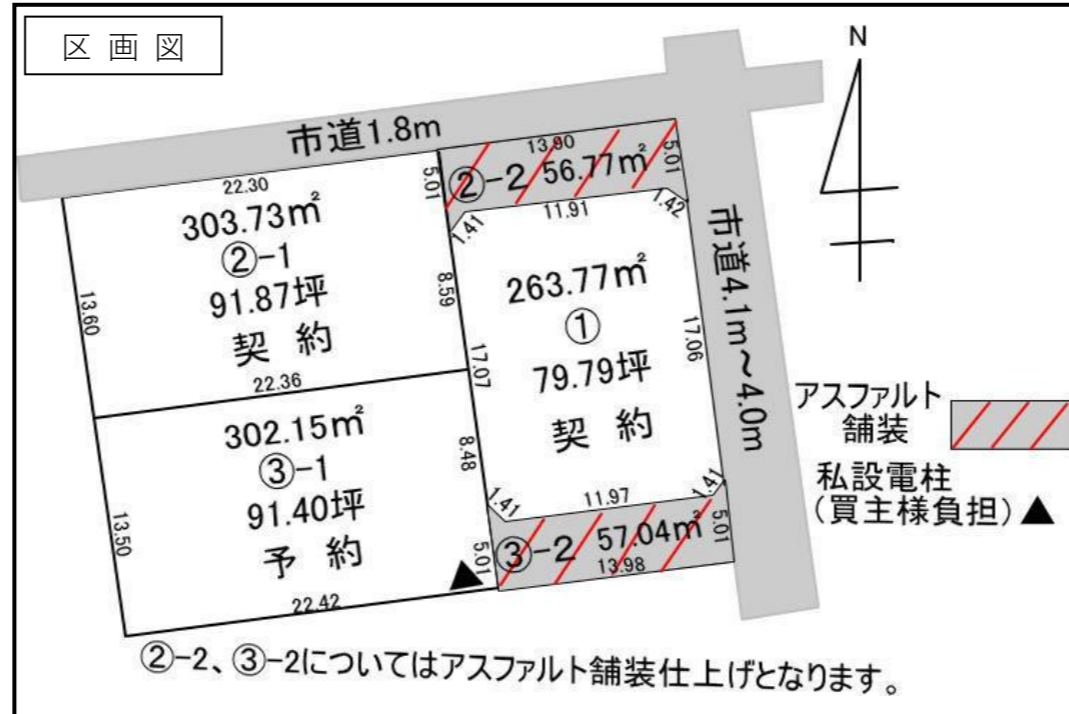 区 画 図
N
市道1.8m
22.30
303.73㎡
②-1
91.87坪
契 約
13.60
22.36
5.01
8.59
13.90
②-2 56.77㎡
5.01
1.41
11.91
1.42
263.77㎡
①
79.79坪
契 約
17.07
17.06
市道4.1m～4.0m
302.15㎡
③-1
91.40坪
予 約
13.50
22.42
8.48
5.01
1.41
11.97
1.41
③-2 57.04㎡
13.98
5.01
アスファルト
舗装
私設電柱
(買主様負担)▲
②-2、③-2についてはアスファルト舗装仕上げとなります。